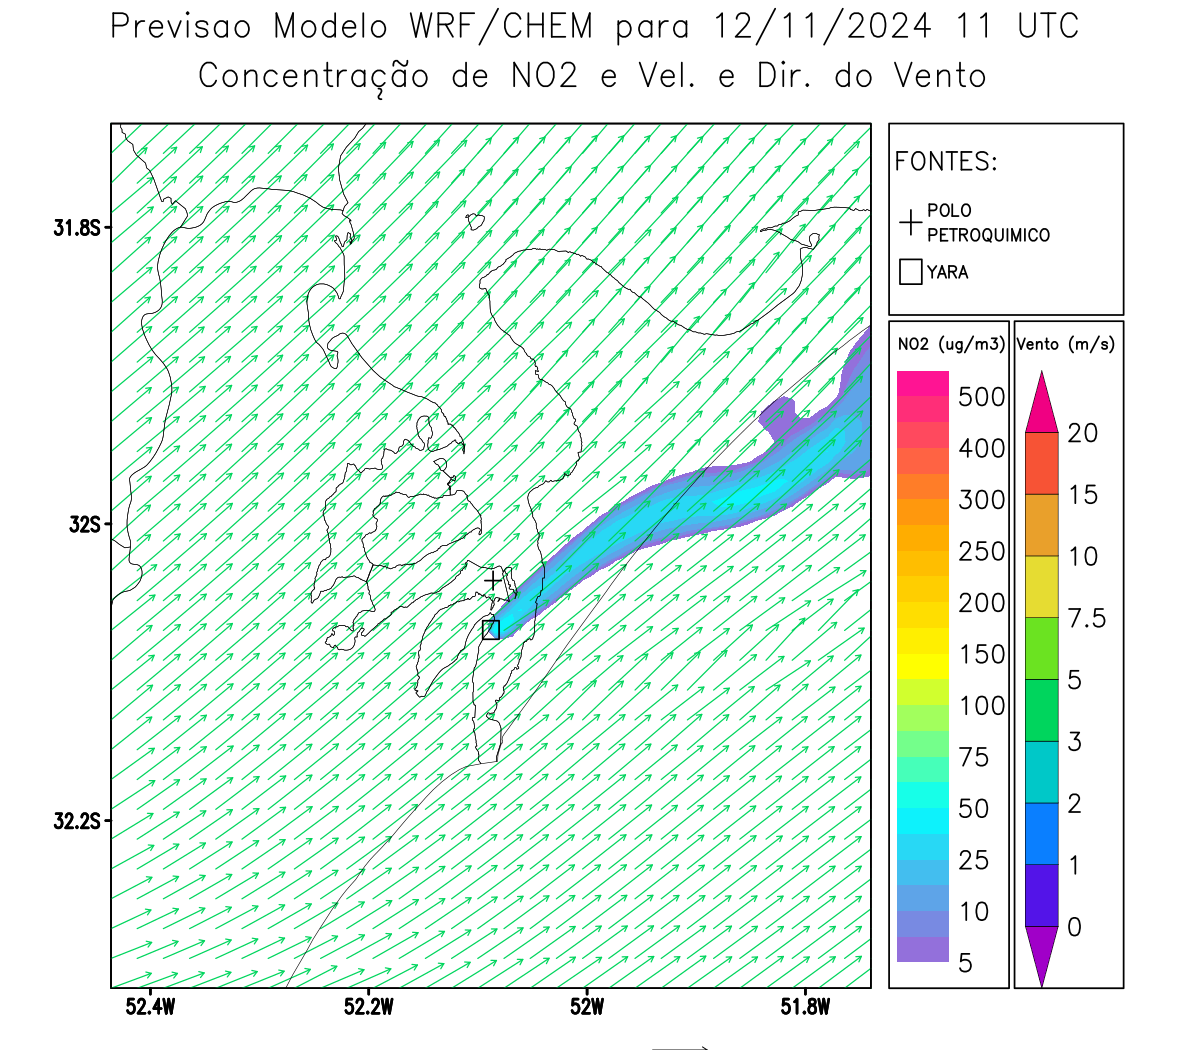 Previsao Modelo WRF/CHEM para 12/11/2024 11 UTC
Concentração de NO2 e Vel. e Dir. do Vento
FONTES:
POLO
PETROQUIMICO
YARA
31.8S
32S
32.2S
52.4W
52.2W
52W
51.8W
NO2 (ug/m3)
500
400
300
250
200
150
100
75
50
25
10
5
Vento (m/s)
20
15
10
7.5
5
3
2
1
0